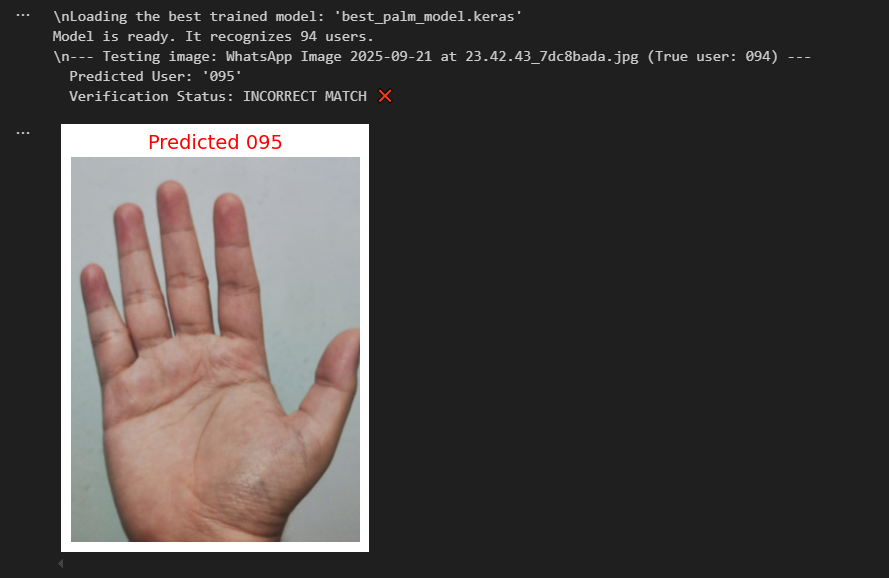 \nLoading the best trained model: 'best_palm_model.keras'
Model is ready. It recognizes 94 users.
\n--- Testing image: WhatsApp Image 2025-09-21 at 23.42.43_7dc8bada.jpg (True user: 094) ---
Predicted User: '095'
Verification Status: INCORRECT MATCH ❌
Predicted 095